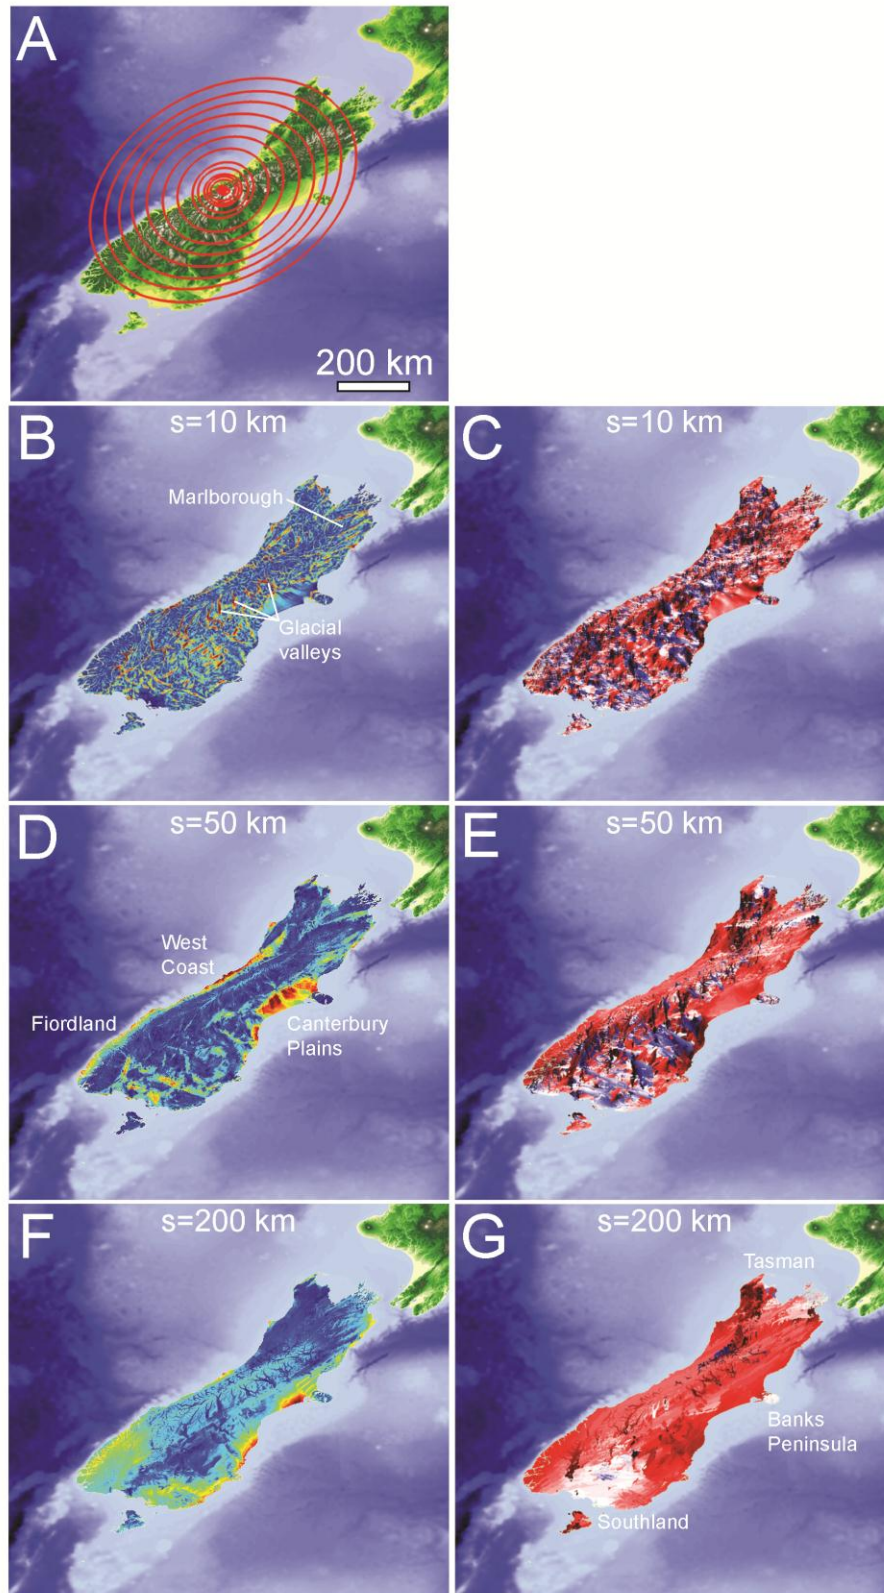 A
200 km
B
s=10 km
Marlborough
Glacial
valleys
C
s=10 km
D
s=50 km
West
Coast
Fiordland
Canterbury
Plains
E
s=50 km
F
s=200 km
G
s=200 km
Tasman
Banks
Peninsula
Southland